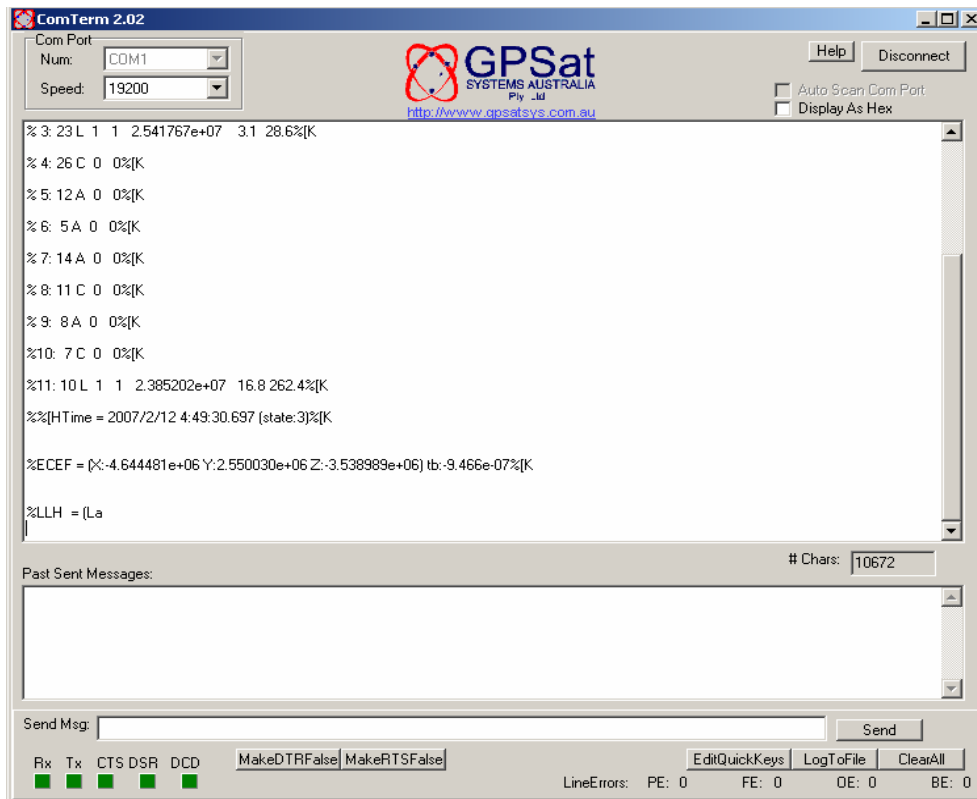 ComTerm 2.02
Com Port
Num: COM1
Speed: 19200
GPSat
SYSTEMS AUSTRALIA
http://www.gpsatsys.com.au
Help
Disconnect
Auto Scan Com Port
Display As Hex
% 3: 23 L 1 1 2.541767e+07 3.1 28.6%[K
% 4: 26 C 0 0%[K
% 5: 12 A 0 0%[K
% 6: 5 A 0 0%[K
% 7: 14 A 0 0%[K
% 8: 11 C 0 0%[K
% 9: 8 A 0 0%[K
%10: 7 C 0 0%[K
%11: 10 L 1 1 2.385202e+07 16.8 262.4%[K
%%[HTime = 2007/2/12 4:49:30.697 (state:3)%[K
%ECEF = (X:-4.644481e+06 Y:2.550030e+06 Z:-3.538989e+06) tb:-9.466e-07%[K
%LLH = (La
# Chars: 10672
Past Sent Messages:
Send Msg:
Send
Rx Tx CTS DSR DCD
MakeDTRFalse MakeRTSFalse
EditQuickKeys LogToFile ClearAll
LineErrors: PE: 0 FE: 0 OE: 0 BE: 0